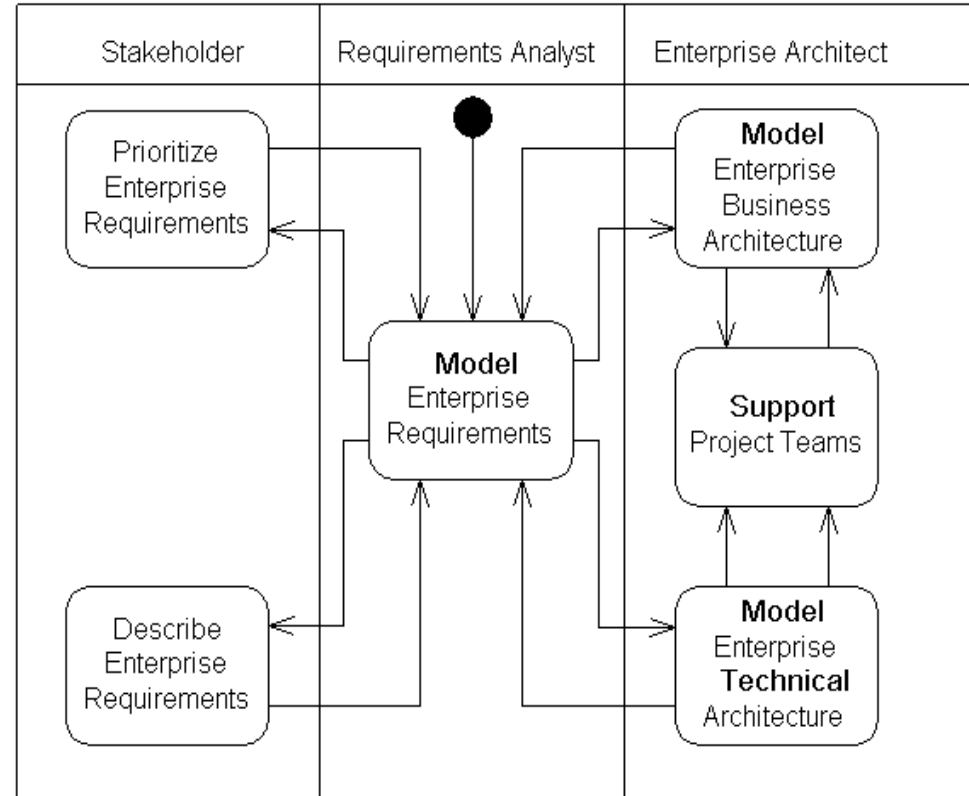 Stakeholder
Requirements Analyst
Enterprise Architect
Prioritize
Enterprise
Requirements
Model
Enterprise
Business
Architecture
Model
Enterprise
Requirements
Support
Project Teams
Describe
Enterprise
Requirements
Model
Enterprise
Technical
Architecture